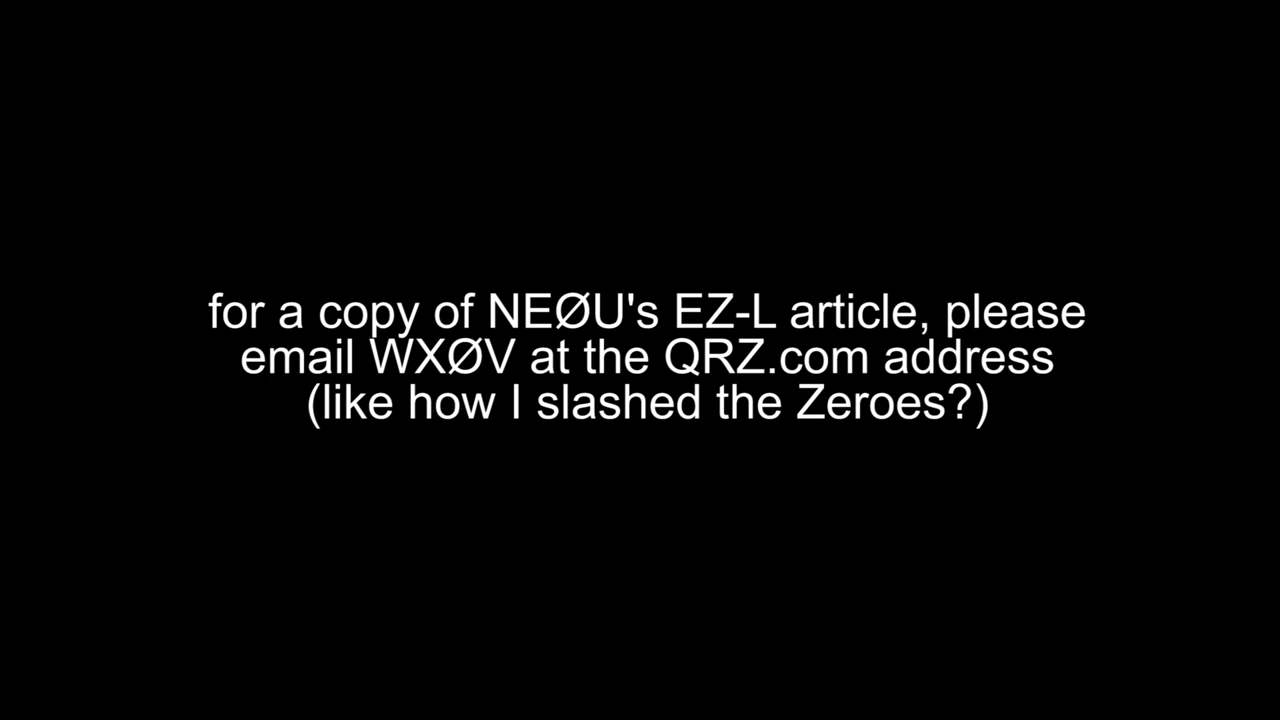 for a copy of NEØU's EZ-L article, please
email WXØV at the QRZ.com address
(like how I slashed the Zeroes?)